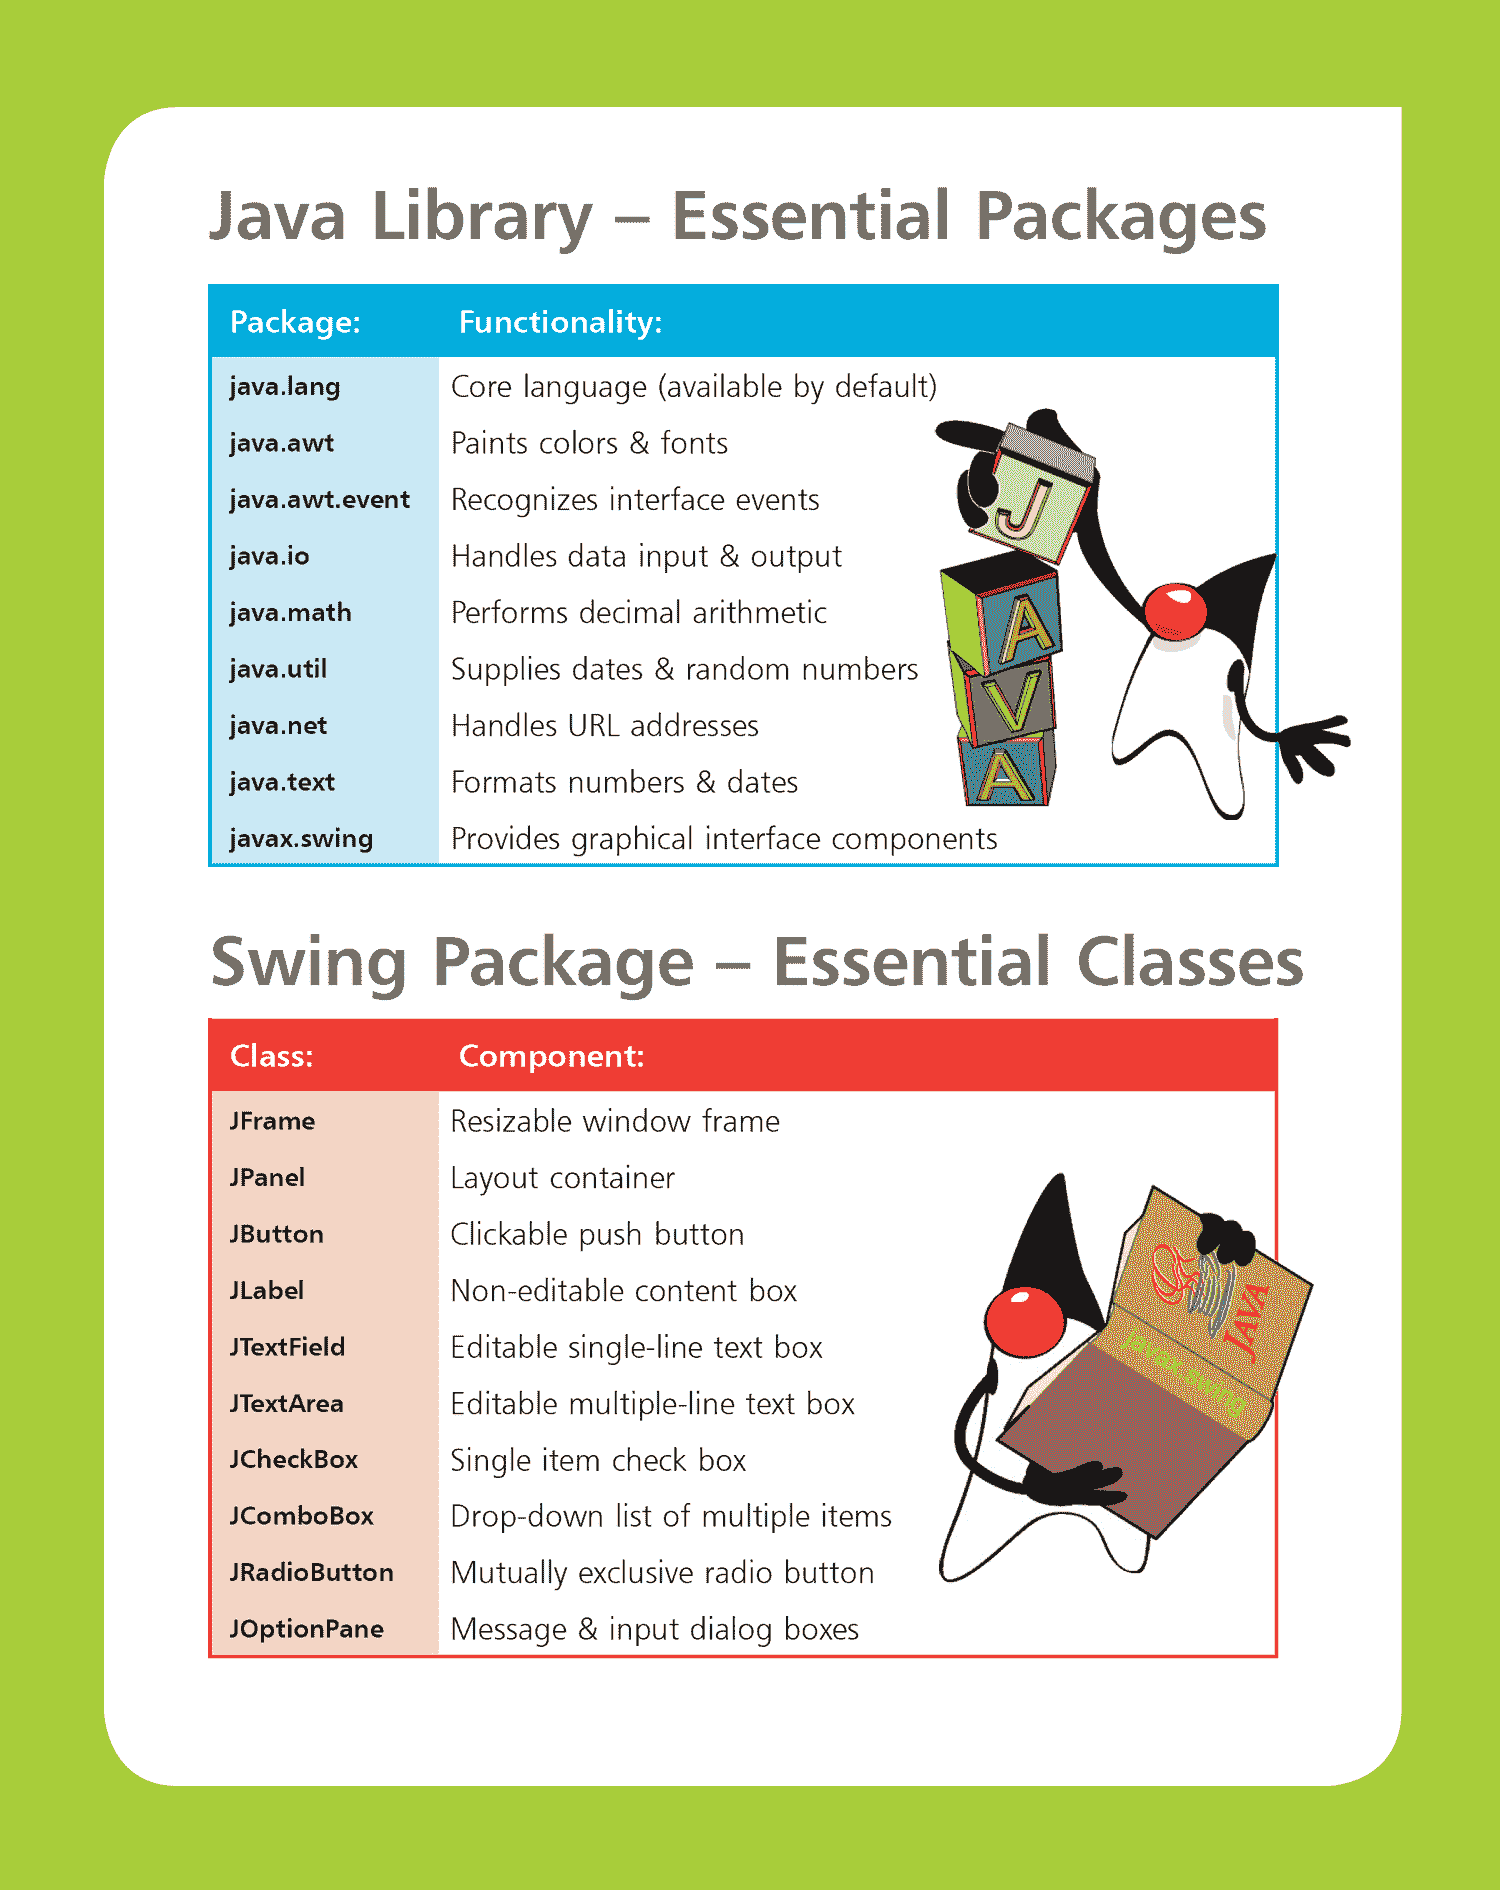 Java Library – Essential Packages
Package: Functionality:
java.lang Core language (available by default)
java.awt Paints colors & fonts
java.awt.event Recognizes interface events
java.io Handles data input & output
java.math Performs decimal arithmetic
java.util Supplies dates & random numbers
java.net Handles URL addresses
java.text Formats numbers & dates
javax.swing Provides graphical interface components
J
A
V
A
Swing Package – Essential Classes
Class: Component:
JFrame Resizable window frame
JPanel Layout container
JButton Clickable push button
JLabel Non-editable content box
JTextField Editable single-line text box
JTextArea Editable multiple-line text box
JCheckBox Single item check box
JComboBox Drop-down list of multiple items
JRadioButton Mutually exclusive radio button
JOptionPane Message & input dialog boxes
JAVA